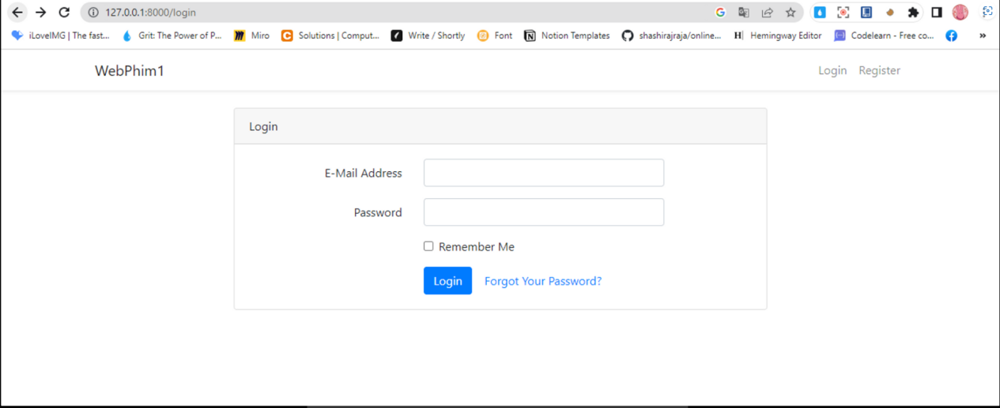 127.0.0.1:8000/login
iLoveIMG | The fast... Grit: The Power of P... Miro Solutions | Comput... Write / Shortly Font Notion Templates shashirajraja/online... Hemingway Editor Codelearn - Free co... »
WebPhim1 Login Register
Login
E-Mail Address
Password
Remember Me
Login Forgot Your Password?